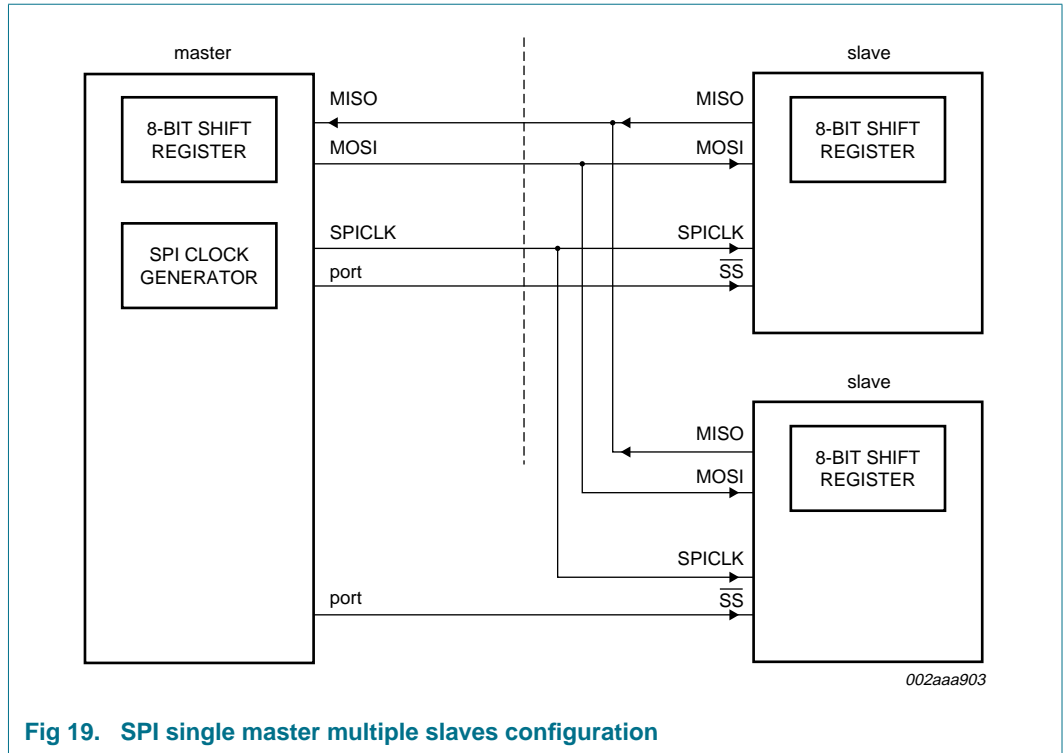 master
slave
MISO
MISO
8-BIT SHIFT
REGISTER
8-BIT SHIFT
REGISTER
MOSI
MOSI
SPICLK
SPICLK
SPI CLOCK
GENERATOR
port
SS
slave
MISO
8-BIT SHIFT
REGISTER
MOSI
SPICLK
port
SS
002aaa903
Fig 19. SPI single master multiple slaves configuration